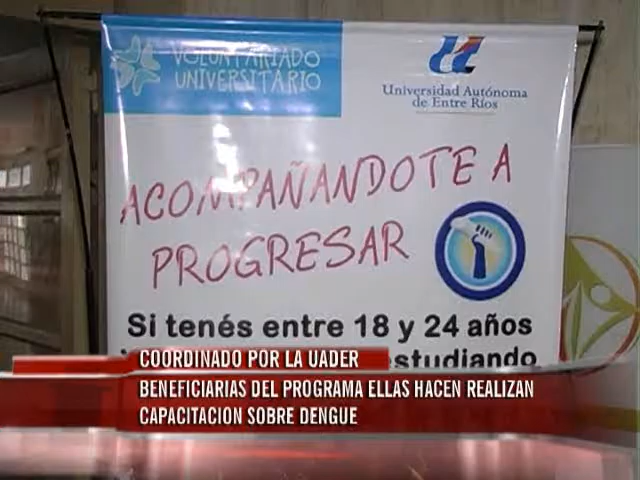 VOLUNTARIADO
UNIVERSITARIO
Universidad Autónoma
de Entre Ríos
ACOMPAÑANDOTE A
PROGRESAR
Si tenés entre 18 y 24 años
estudiando
COORDINADO POR LA UADER
BENEFICIARIAS DEL PROGRAMA ELLAS HACEN REALIZAN
CAPACITACION SOBRE DENGUE